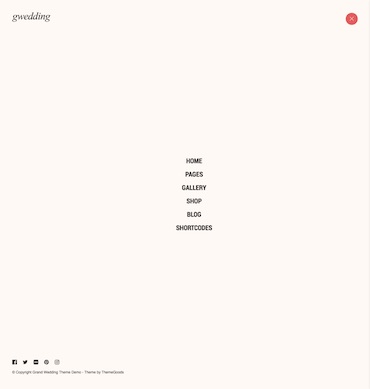 gwedding
HOME
PAGES
GALLERY
SHOP
BLOG
SHORTCODES
© Copyright Grand Wedding Theme Demo - Theme by ThemeGoods